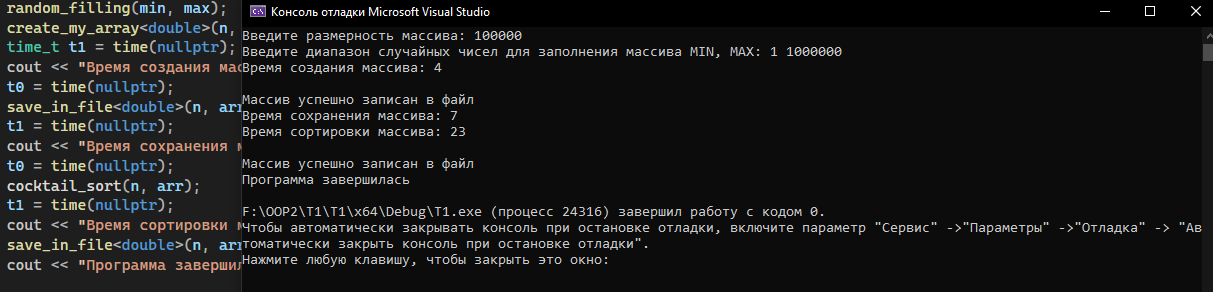 random_filling(min, max);
create_my_array<double>(n,
time_t t1 = time(nullptr);
cout << "Время создания мас
t0 = time(nullptr);
save_in_file<double>(n, arr
t1 = time(nullptr);
cout << "Время сохранения м
t0 = time(nullptr);
cocktail_sort(n, arr);
t1 = time(nullptr);
cout << "Время сортировки м
save_in_file<double>(n, arr
cout << "Программа завершил
Консоль отладки Microsoft Visual Studio
Введите размерность массива: 100000
Введите диапазон случайных чисел для заполнения массива MIN, MAX: 1 1000000
Время создания массива: 4
Массив успешно записан в файл
Время сохранения массива: 7
Время сортировки массива: 23
Массив успешно записан в файл
Программа завершилась
F:\OOP2\T1\T1\x64\Debug\T1.exe (процесс 24316) завершил работу с кодом 0.
Чтобы автоматически закрывать консоль при остановке отладки, включите параметр "Сервис" ->"Параметры" ->"Отладка" -> "Ав
томатически закрыть консоль при остановке отладки".
Нажмите любую клавишу, чтобы закрыть это окно: